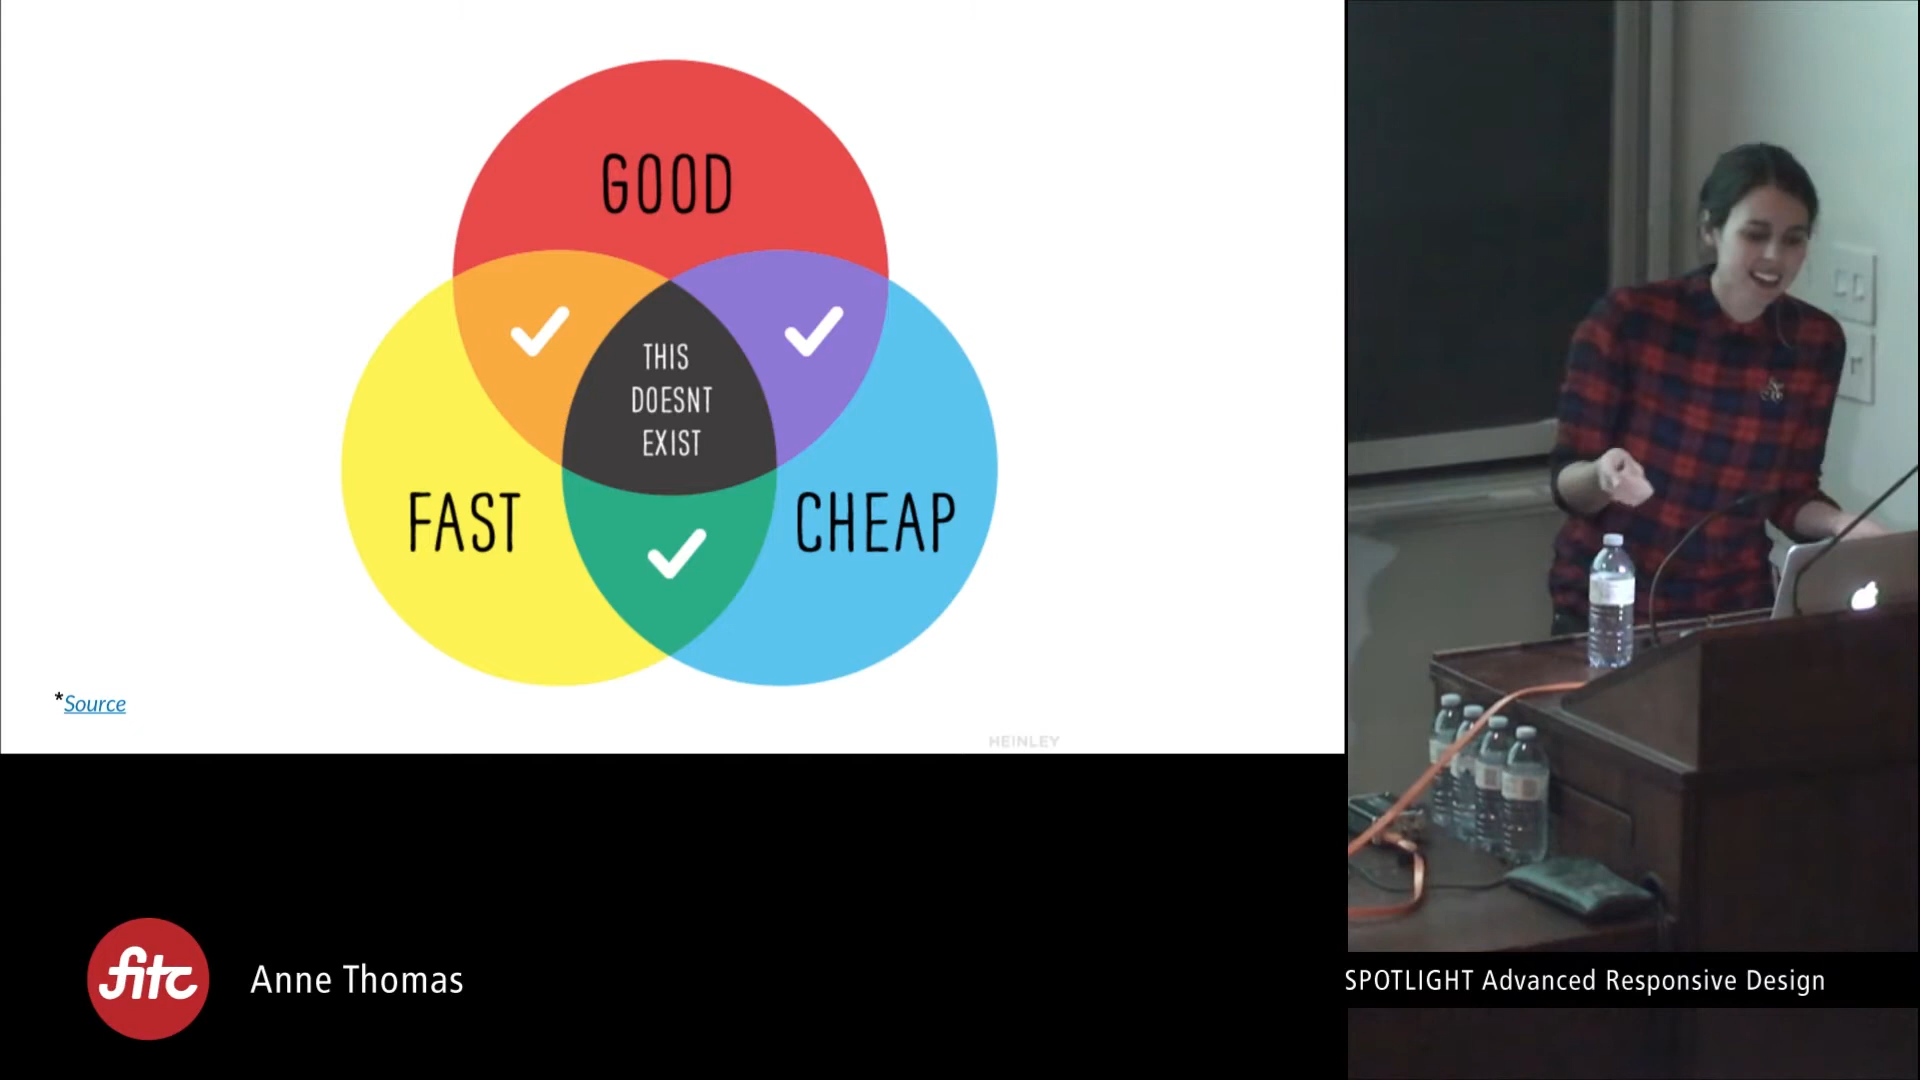 GOOD
THIS
DOESNT
EXIST
FAST
CHEAP
*Source
HEINLEY
fitc
Anne Thomas
SPOTLIGHT Advanced Responsive Design